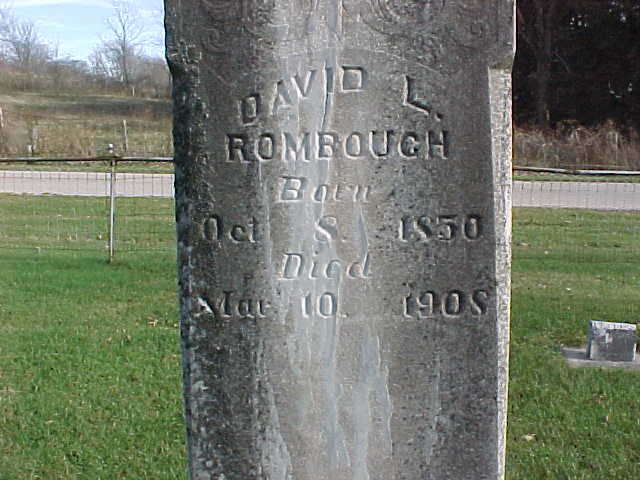 DAVID L.
ROMBOUGH
Born
Oct 8. 1850
Died
Mar 10. 1908